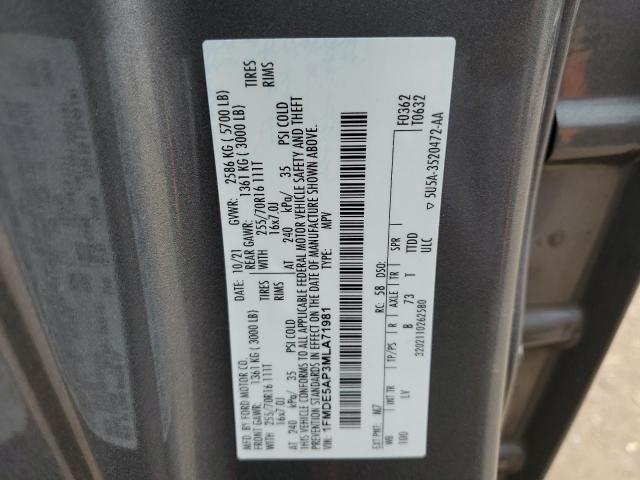 MFD. BY FORD MOTOR CO.
DATE: 10/21 GVWR: 2586 KG ( 5700 LB)
FRONT GAWR: 1361 KG ( 3000 LB) REAR GAWR: 1361 KG ( 3000 LB)
WITH 255/70R16 111T TIRES WITH 255/70R16 111T TIRES
16x7.0J RIMS 16x7.0J RIMS
AT 240 kPa/ 35 PSI COLD AT 240 kPa/ 35 PSI COLD
THIS VEHICLE CONFORMS TO ALL APPLICABLE FEDERAL MOTOR VEHICLE SAFETY AND THEFT
PREVENTION STANDARDS IN EFFECT ON THE DATE OF MANUFACTURE SHOWN ABOVE.
VIN: 1FMDE5AP3MLA71981 TYPE: MPV
F0362
T0632
EXT PNT: M7 RC: 58 DSO:
WB INT TR TP/PS R AXLE TR SPR
100 LV B 73 T TTDD
ULC
3202110262580
5U5A-3520472-AA